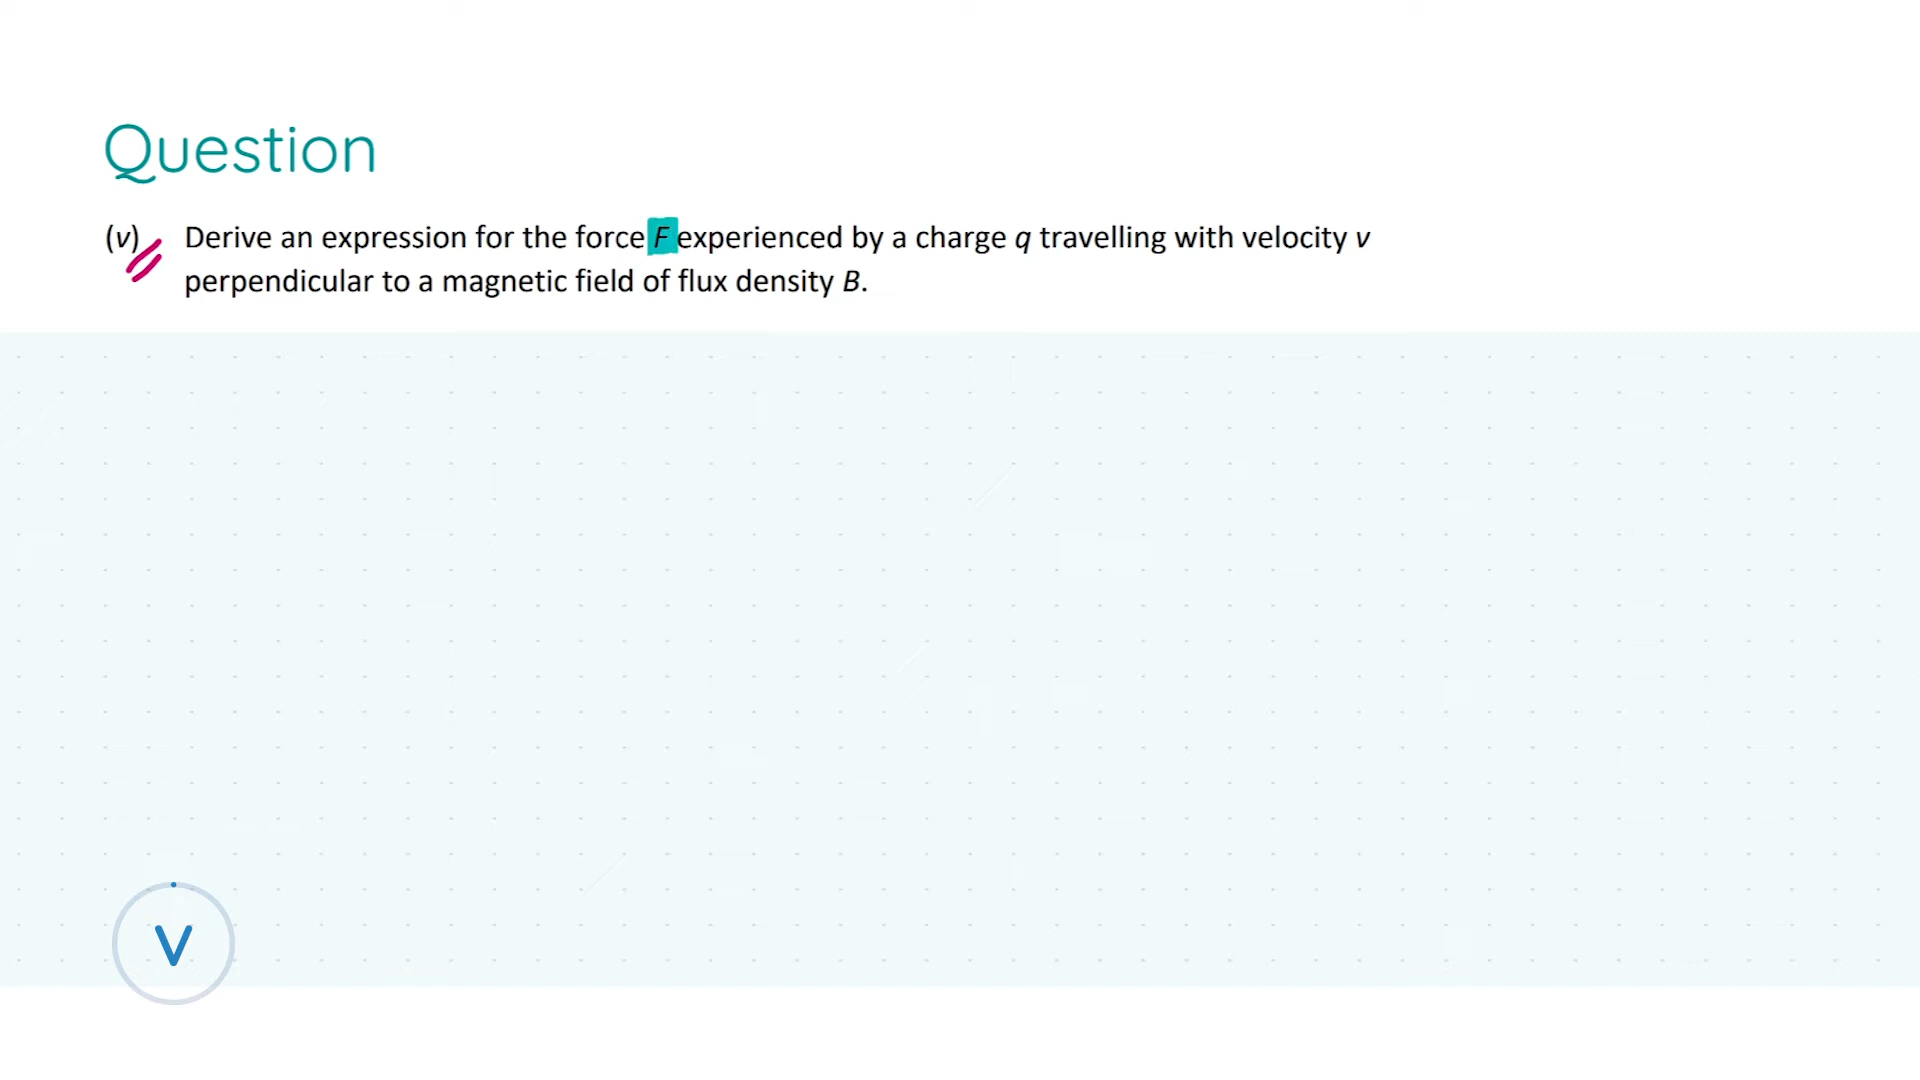 Question
(v) Derive an expression for the force F experienced by a charge q travelling with velocity v
perpendicular to a magnetic field of flux density B.
V